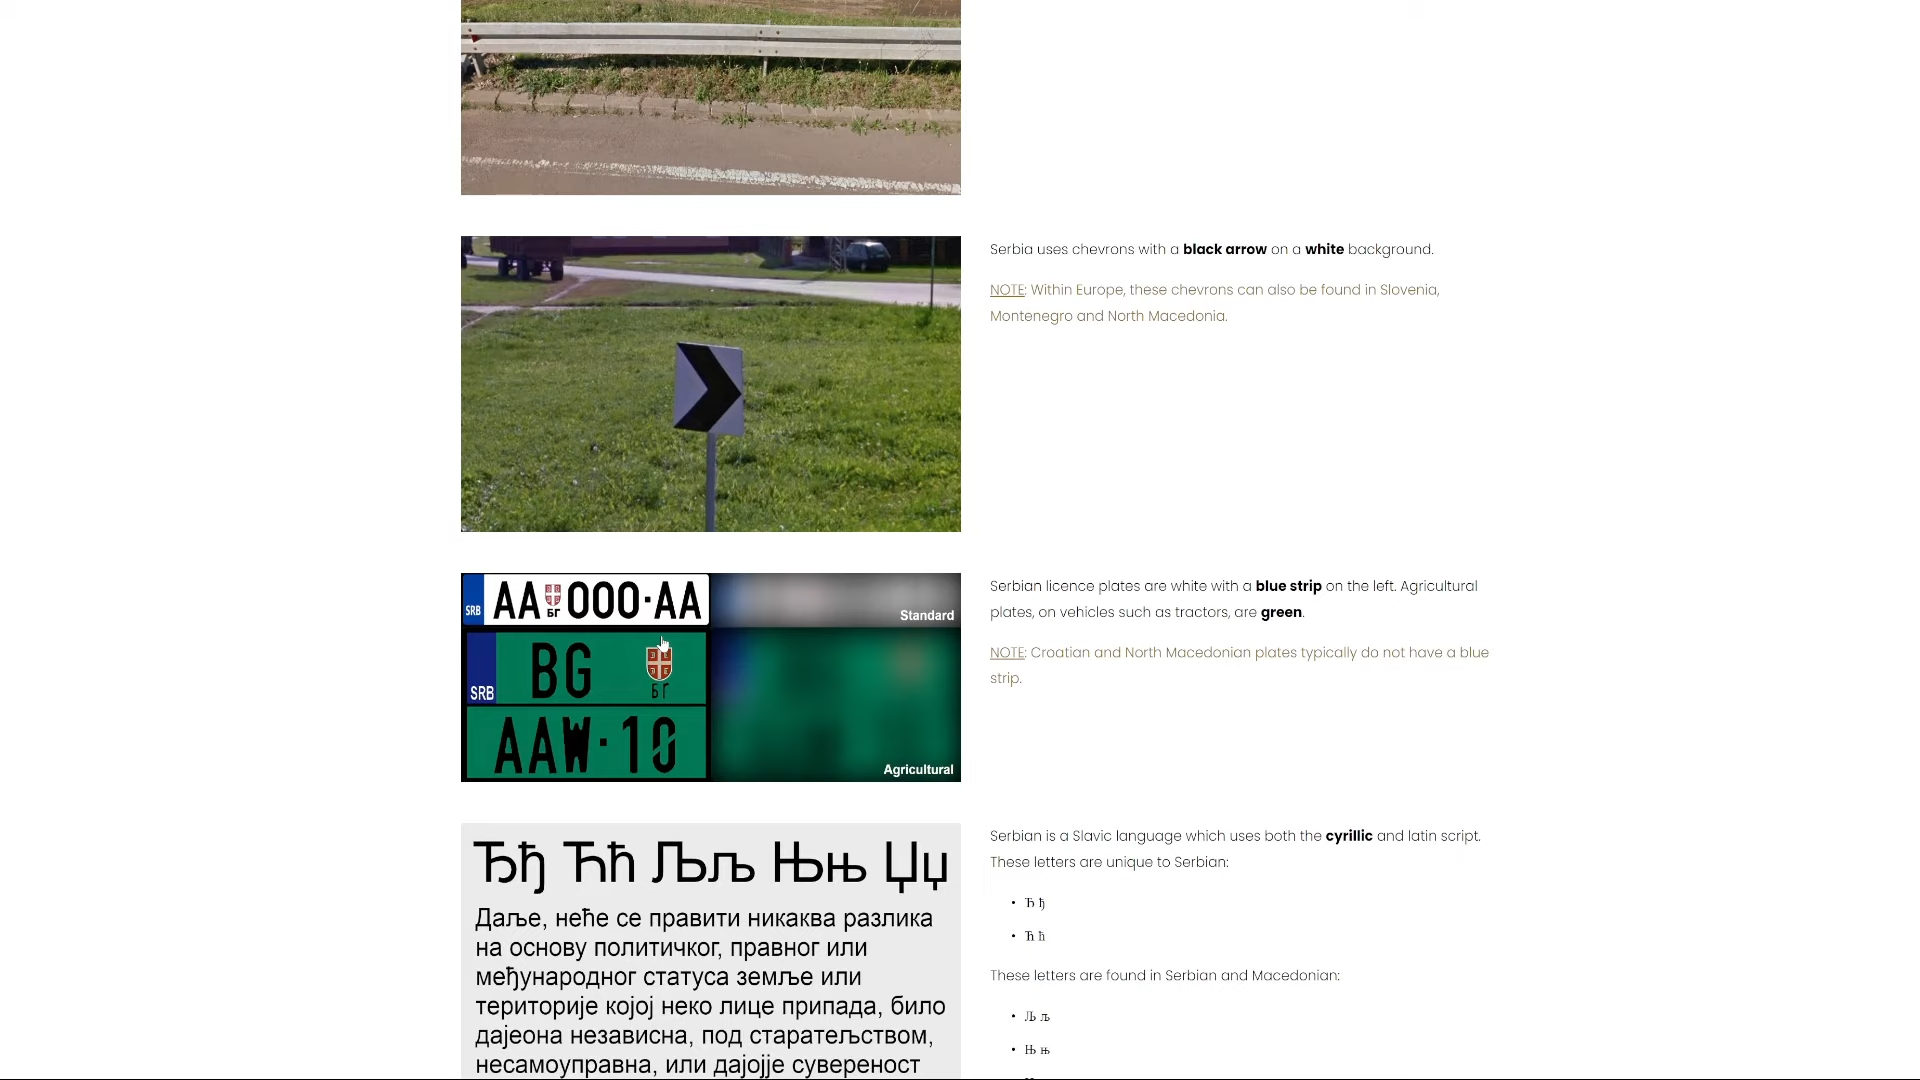 Serbia uses chevrons with a black arrow on a white background.
NOTE: Within Europe, these chevrons can also be found in Slovenia,
Montenegro and North Macedonia.
SRB AA БГ 000·AA
Standard
SRB BG БГ
AAW·10
Agricultural
Serbian licence plates are white with a blue strip on the left. Agricultural
plates, on vehicles such as tractors, are green.
NOTE: Croatian and North Macedonian plates typically do not have a blue
strip.
Ђђ Ћћ Љљ Њњ Џџ
Даље, неће се правити никаква разлика
на основу политичког, правног или
међународног статуса земље или
територије којој неко лице припада, било
дајеона независна, под старатељством,
несамоуправна, или дајојје сувереност
Serbian is a Slavic language which uses both the cyrillic and latin script.
These letters are unique to Serbian:
• Ђ ђ
• Ћ ћ
These letters are found in Serbian and Macedonian:
• Љ љ
• Њ њ